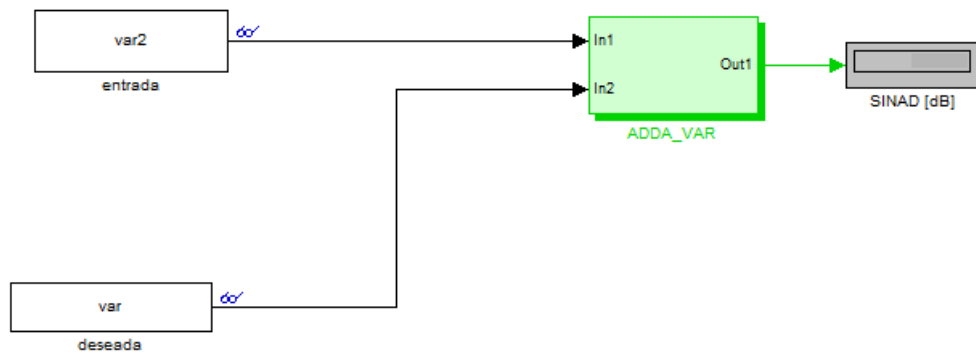 var2
entrada
In1
In2
Out1
ADDA_VAR
SINAD [dB]
var
deseada